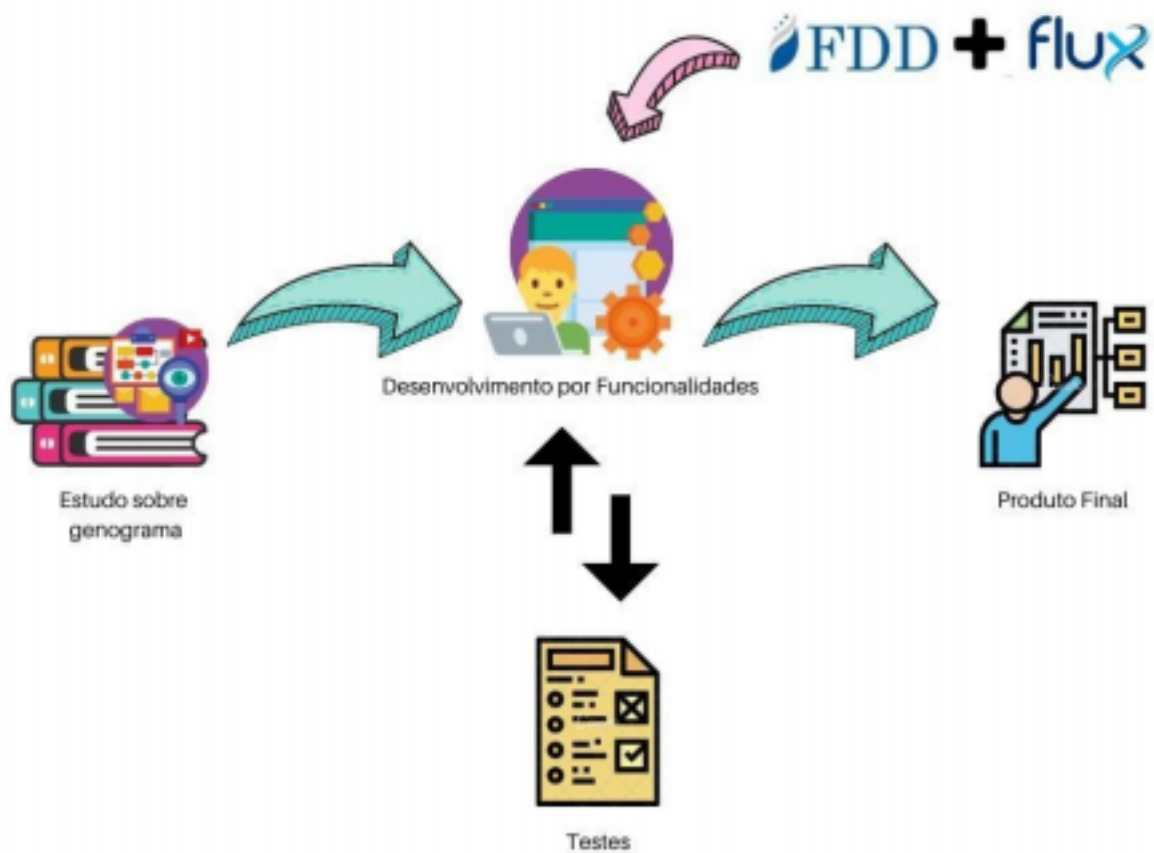 FDD + flux
Desenvolvimento por Funcionalidades
Estudo sobre
genograma
Produto Final
Testes